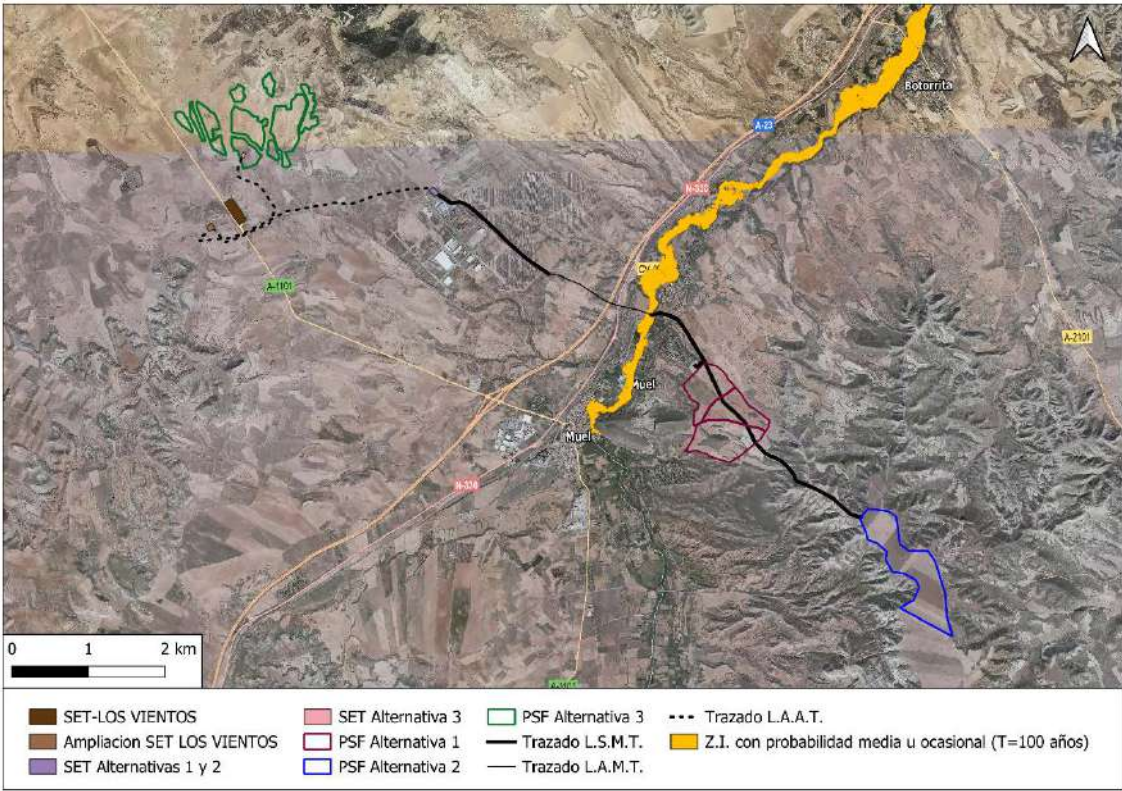 Botorrita
A-23
N-330
A-1101
A-2101
Muel
Muel
N-330
0 1 2 km
SET-LOS VIENTOS
Ampliacion SET LOS VIENTOS
SET Alternativas 1 y 2
SET Alternativa 3
PSF Alternativa 1
PSF Alternativa 2
PSF Alternativa 3
Trazado L.S.M.T.
Trazado L.A.M.T.
Trazado L.A.A.T.
Z.I. con probabilidad media u ocasional (T=100 años)